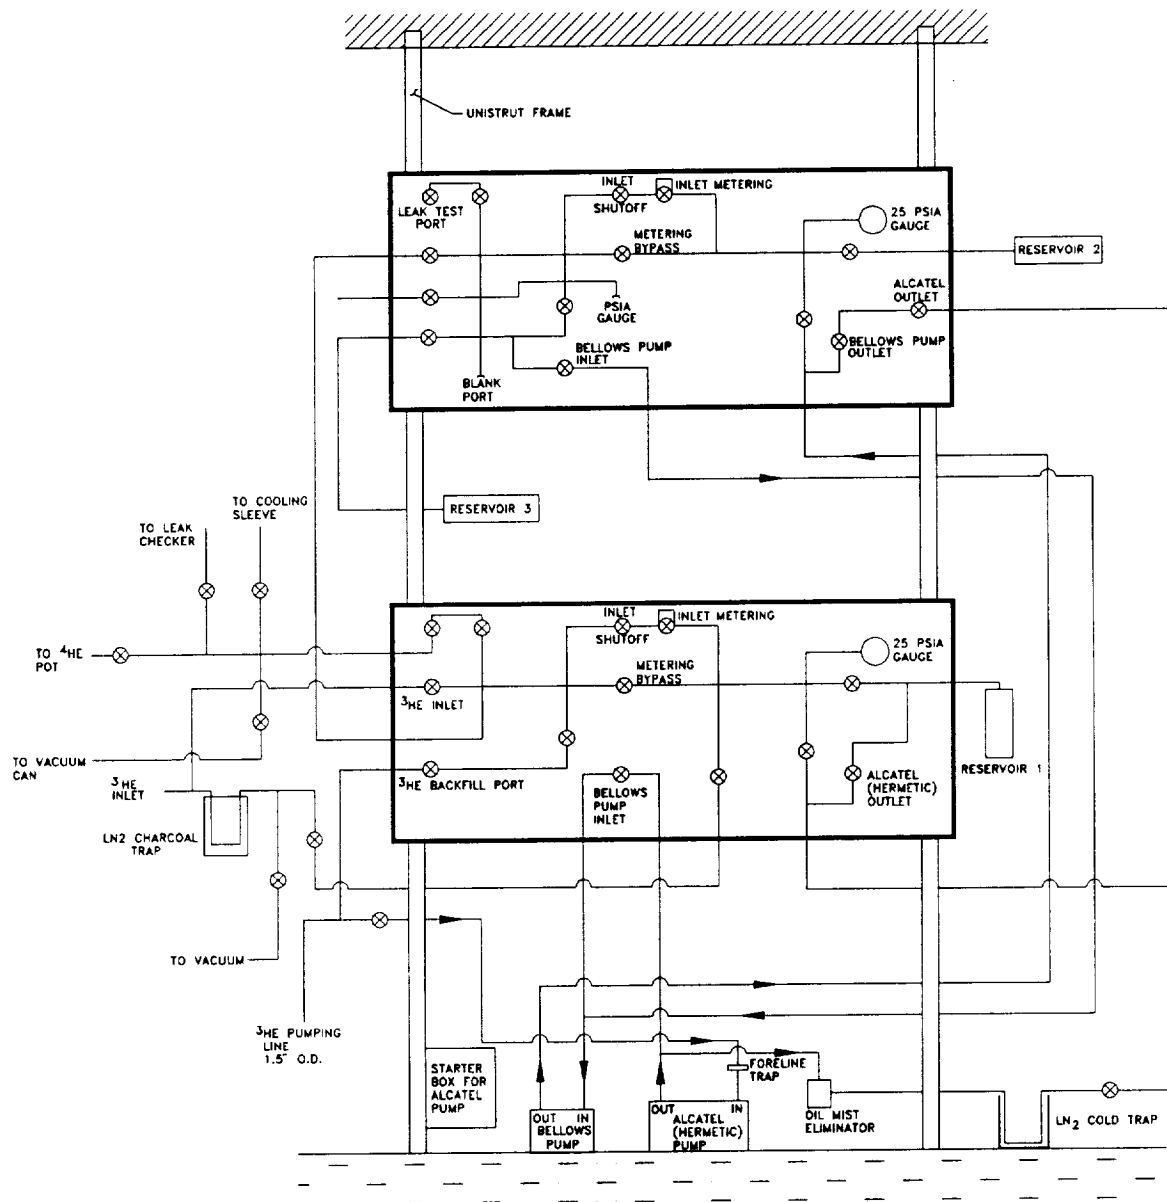 UNISTRUT FRAME
INLET
SHUTOFF
INLET METERING
LEAK TEST
PORT
25 PSIA
GAUGE
METERING
BYPASS
RESERVOIR 2
ALCATEL
OUTLET
PSIA
GAUGE
BELLOWS PUMP
INLET
BELLOWS PUMP
OUTLET
BLANK
PORT
RESERVOIR 3
TO COOLING
SLEEVE
TO LEAK
CHECKER
INLET
SHUTOFF
INLET METERING
TO ⁴HE
POT
25 PSIA
GAUGE
METERING
BYPASS
³HE INLET
TO VACUUM
CAN
³HE
INLET
³HE BACKFILL PORT
BELLOWS
PUMP
INLET
ALCATEL
(HERMETIC)
OUTLET
RESERVOIR 1
LN2 CHARCOAL
TRAP
TO VACUUM
³HE PUMPING
LINE
1.5" O.D.
STARTER
BOX FOR
ALCATEL
PUMP
FORELINE
TRAP
OUT IN
BELLOWS
PUMP
OUT IN
ALCATEL
(HERMETIC)
PUMP
OIL MIST
ELIMINATOR
LN₂ COLD TRAP